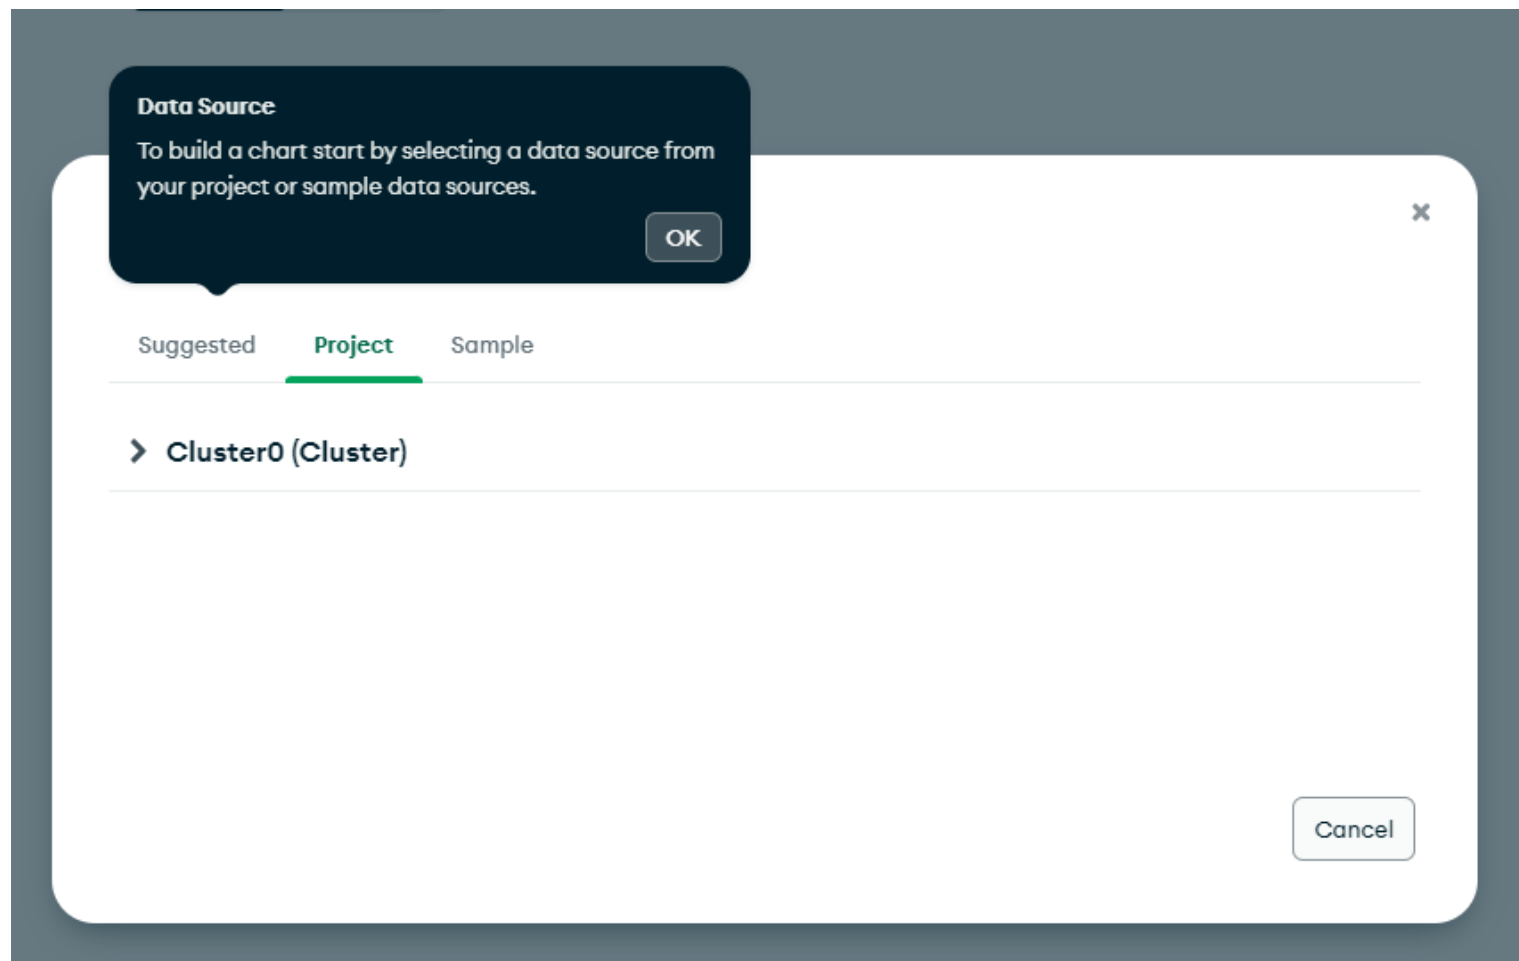 Data Source
To build a chart start by selecting a data source from
your project or sample data sources.
OK
Suggested Project Sample
Cluster0 (Cluster)
Cancel